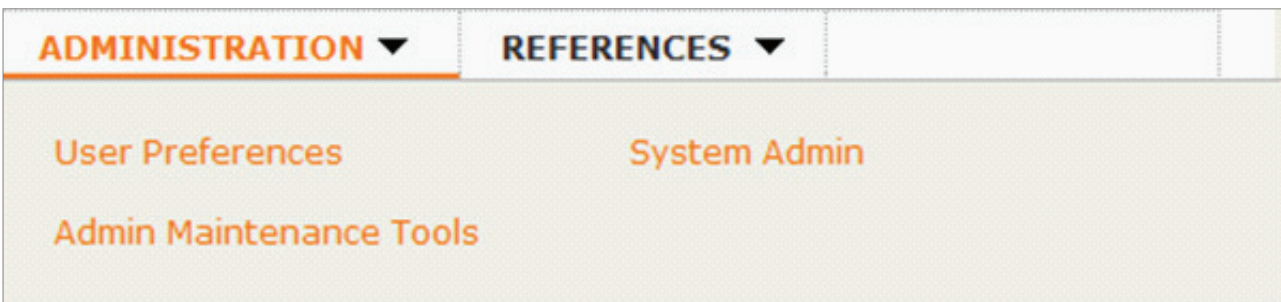 ADMINISTRATION REFERENCES
User Preferences System Admin
Admin Maintenance Tools